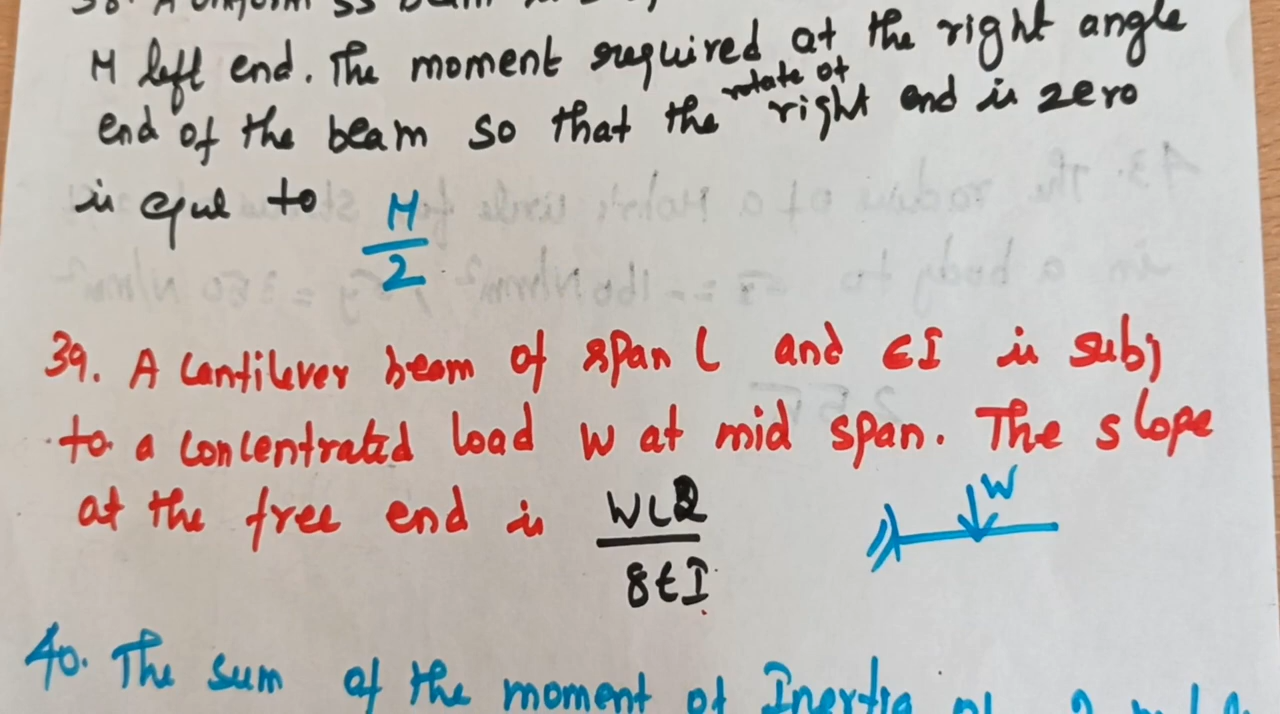 M left end. The moment required at the right angle
rotate of
end of the beam so that the right end is zero
is eque to M
2
39. A Cantilever beam of span L and EI is subj
to a concentrated load W at mid span. The slope
at the free end is WL2
8EI
W
40. The sum of the moment of Inertia